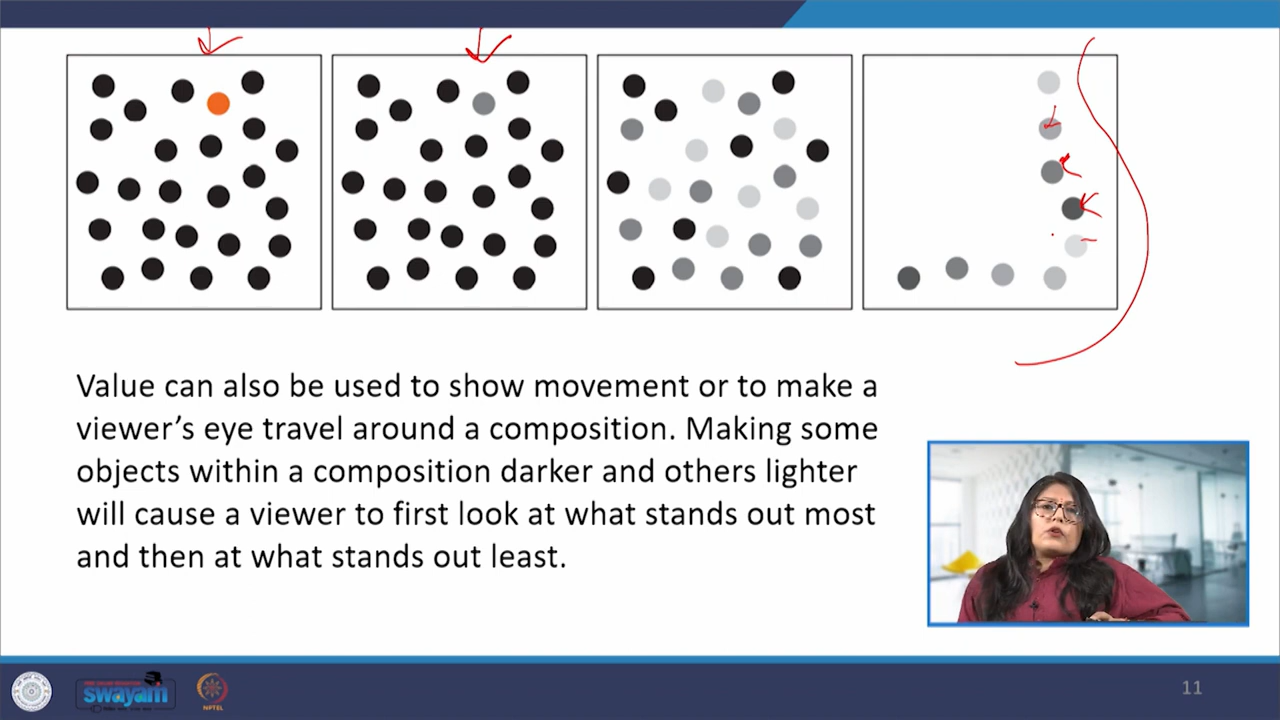 Value can also be used to show movement or to make a
viewer’s eye travel around a composition. Making some
objects within a composition darker and others lighter
will cause a viewer to first look at what stands out most
and then at what stands out least.
swayam
NPTEL
11